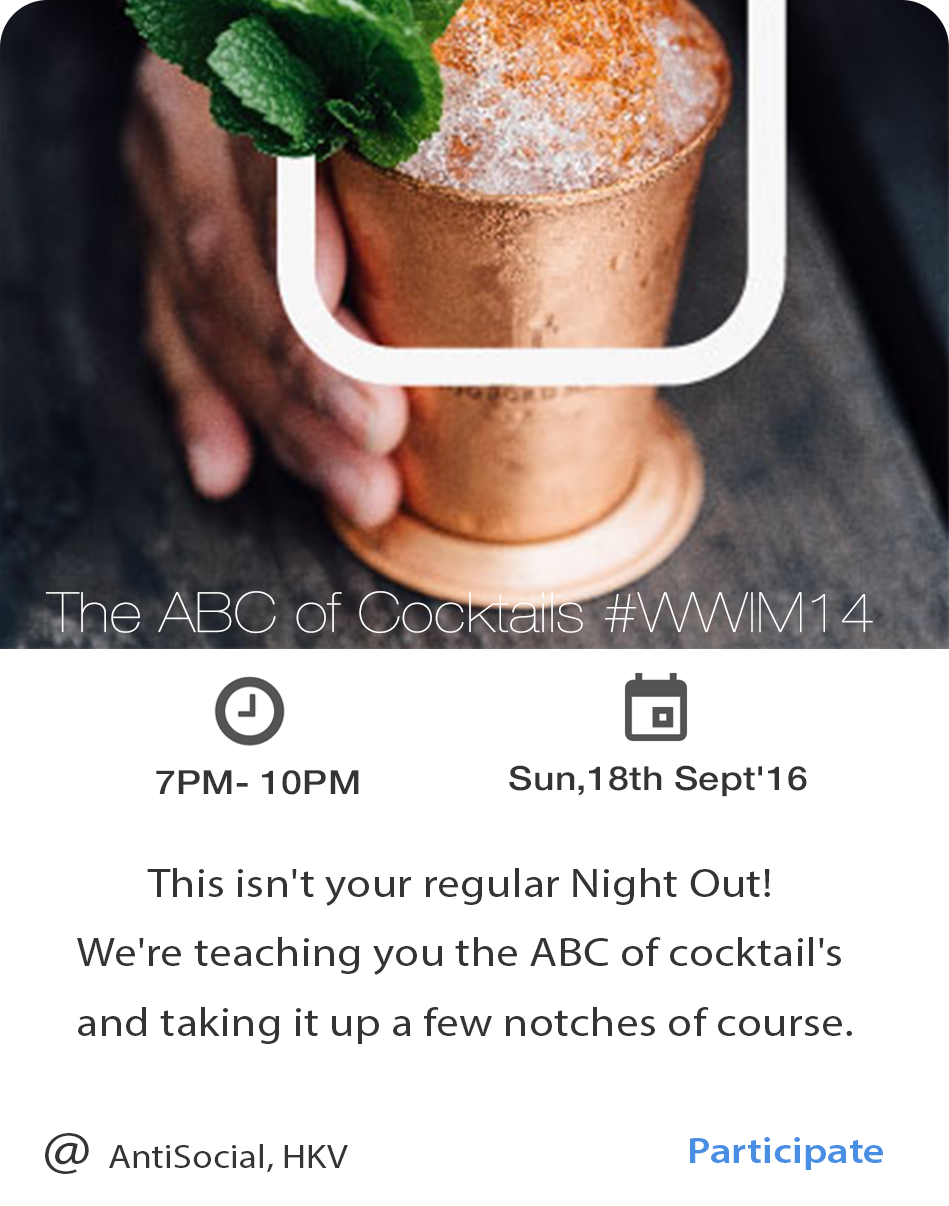 The ABC of Cocktails #WWIM14
7PM- 10PM
Sun,18th Sept'16
This isn't your regular Night Out!
We're teaching you the ABC of cocktail's
and taking it up a few notches of course.
@ AntiSocial, HKV
Participate